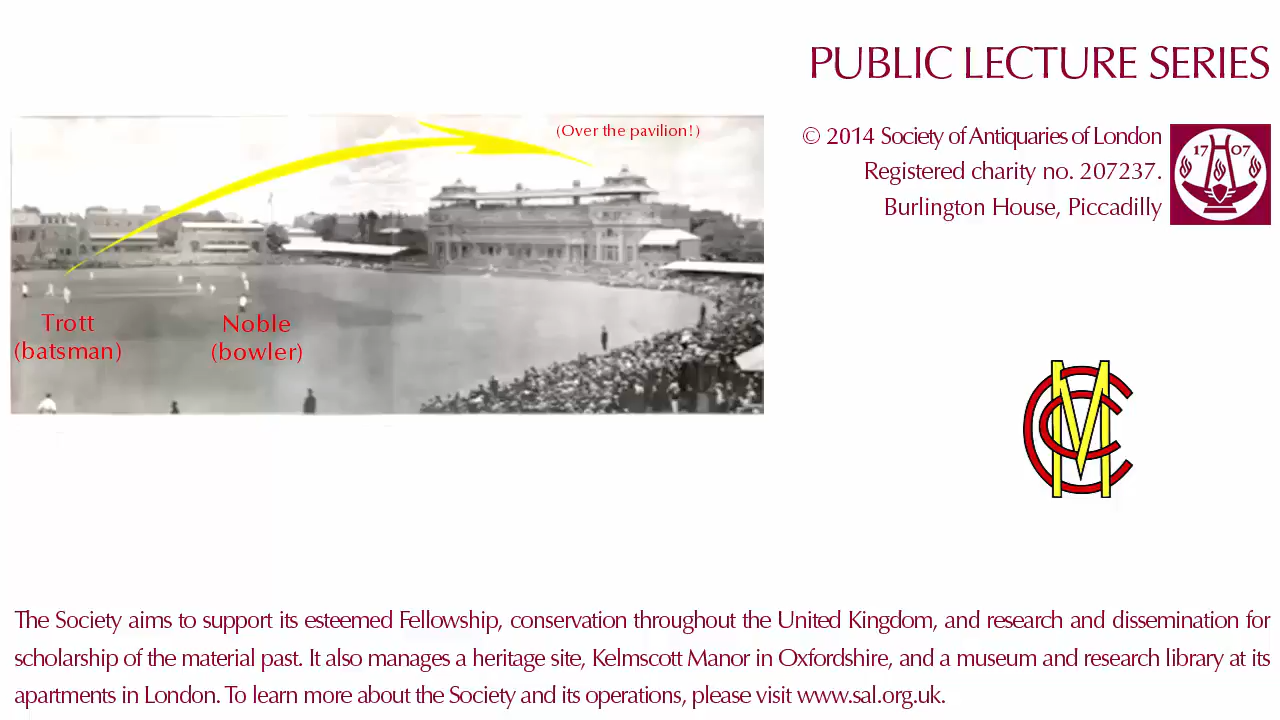 PUBLIC LECTURE SERIES
(Over the pavilion!)
© 2014 Society of Antiquaries of London
Registered charity no. 207237.
Burlington House, Piccadilly
17 07
Trott
(batsman)
Noble
(bowler)
MCC
The Society aims to support its esteemed Fellowship, conservation throughout the United Kingdom, and research and dissemination for
scholarship of the material past. It also manages a heritage site, Kelmscott Manor in Oxfordshire, and a museum and research library at its
apartments in London. To learn more about the Society and its operations, please visit www.sal.org.uk.